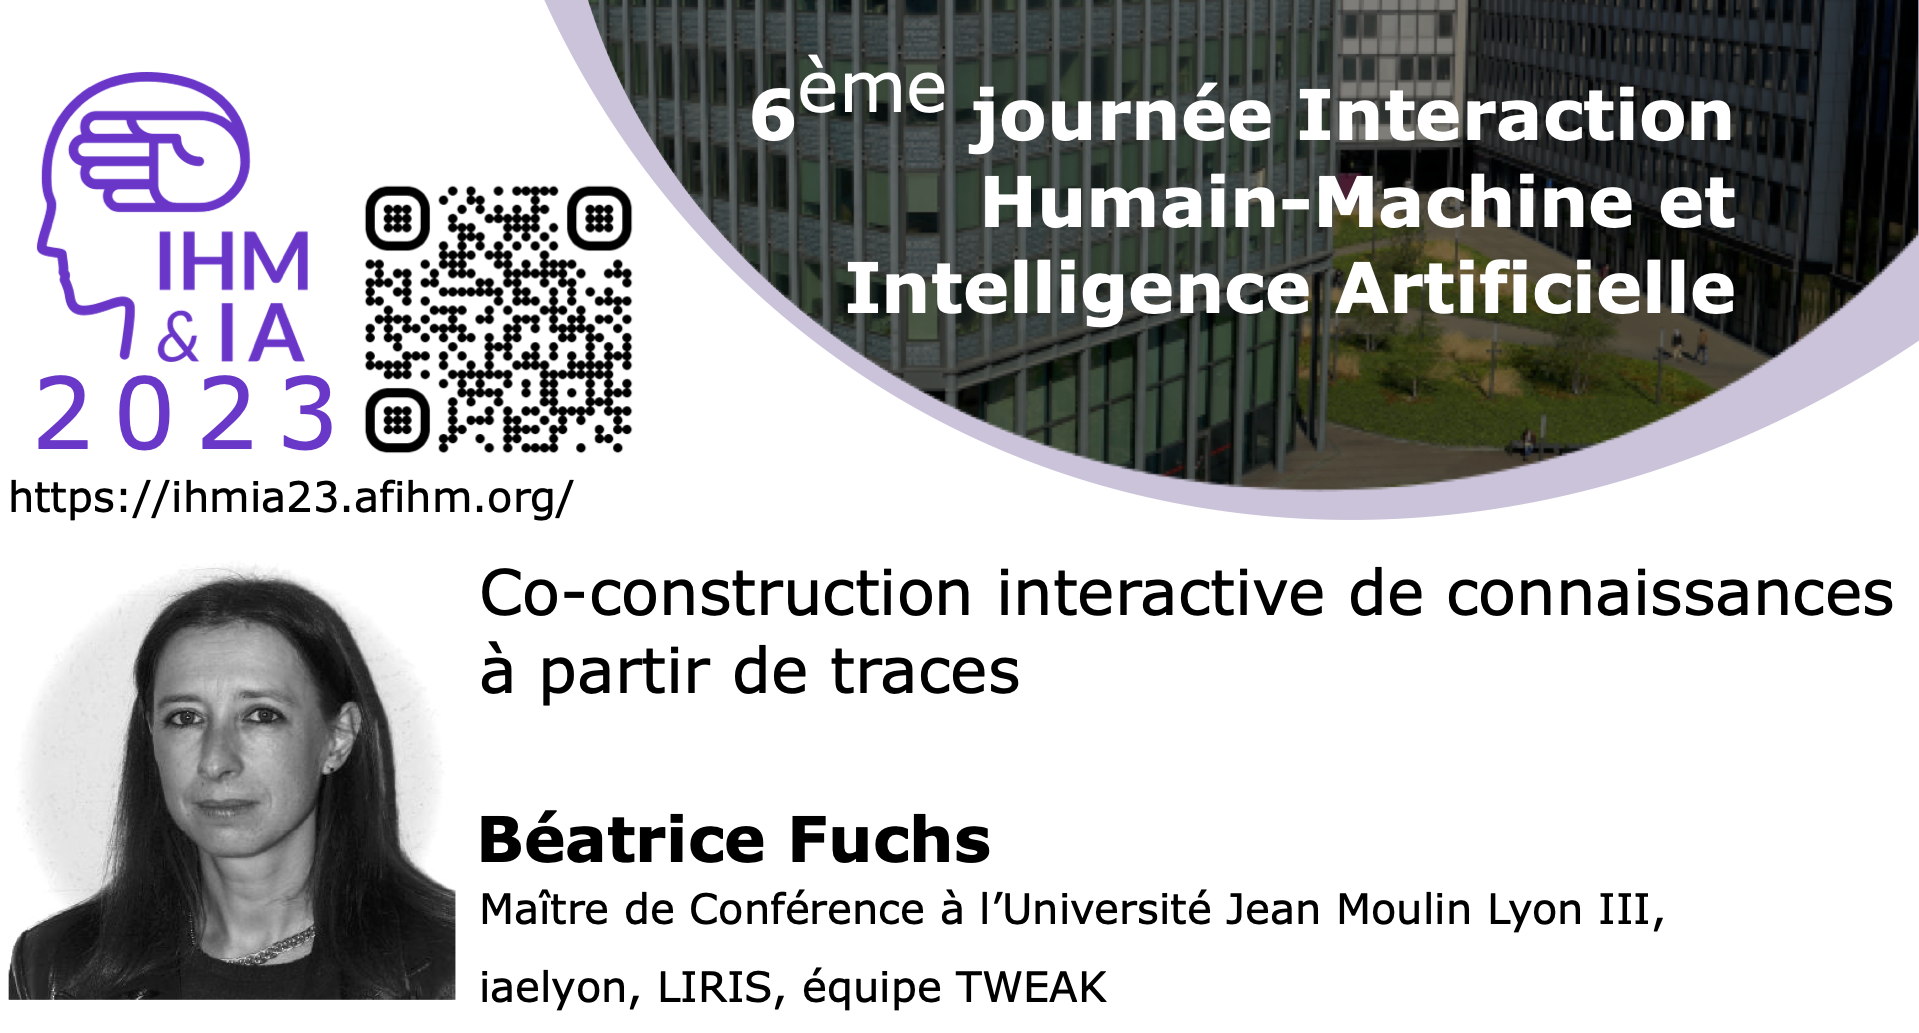 6ème journée Interaction
Humain-Machine et
Intelligence Artificielle
IHM
& IA
2023
https://ihmia23.afihm.org/
Co-construction interactive de connaissances
à partir de traces
Béatrice Fuchs
Maître de Conférence à l’Université Jean Moulin Lyon III,
iaelyon, LIRIS, équipe TWEAK